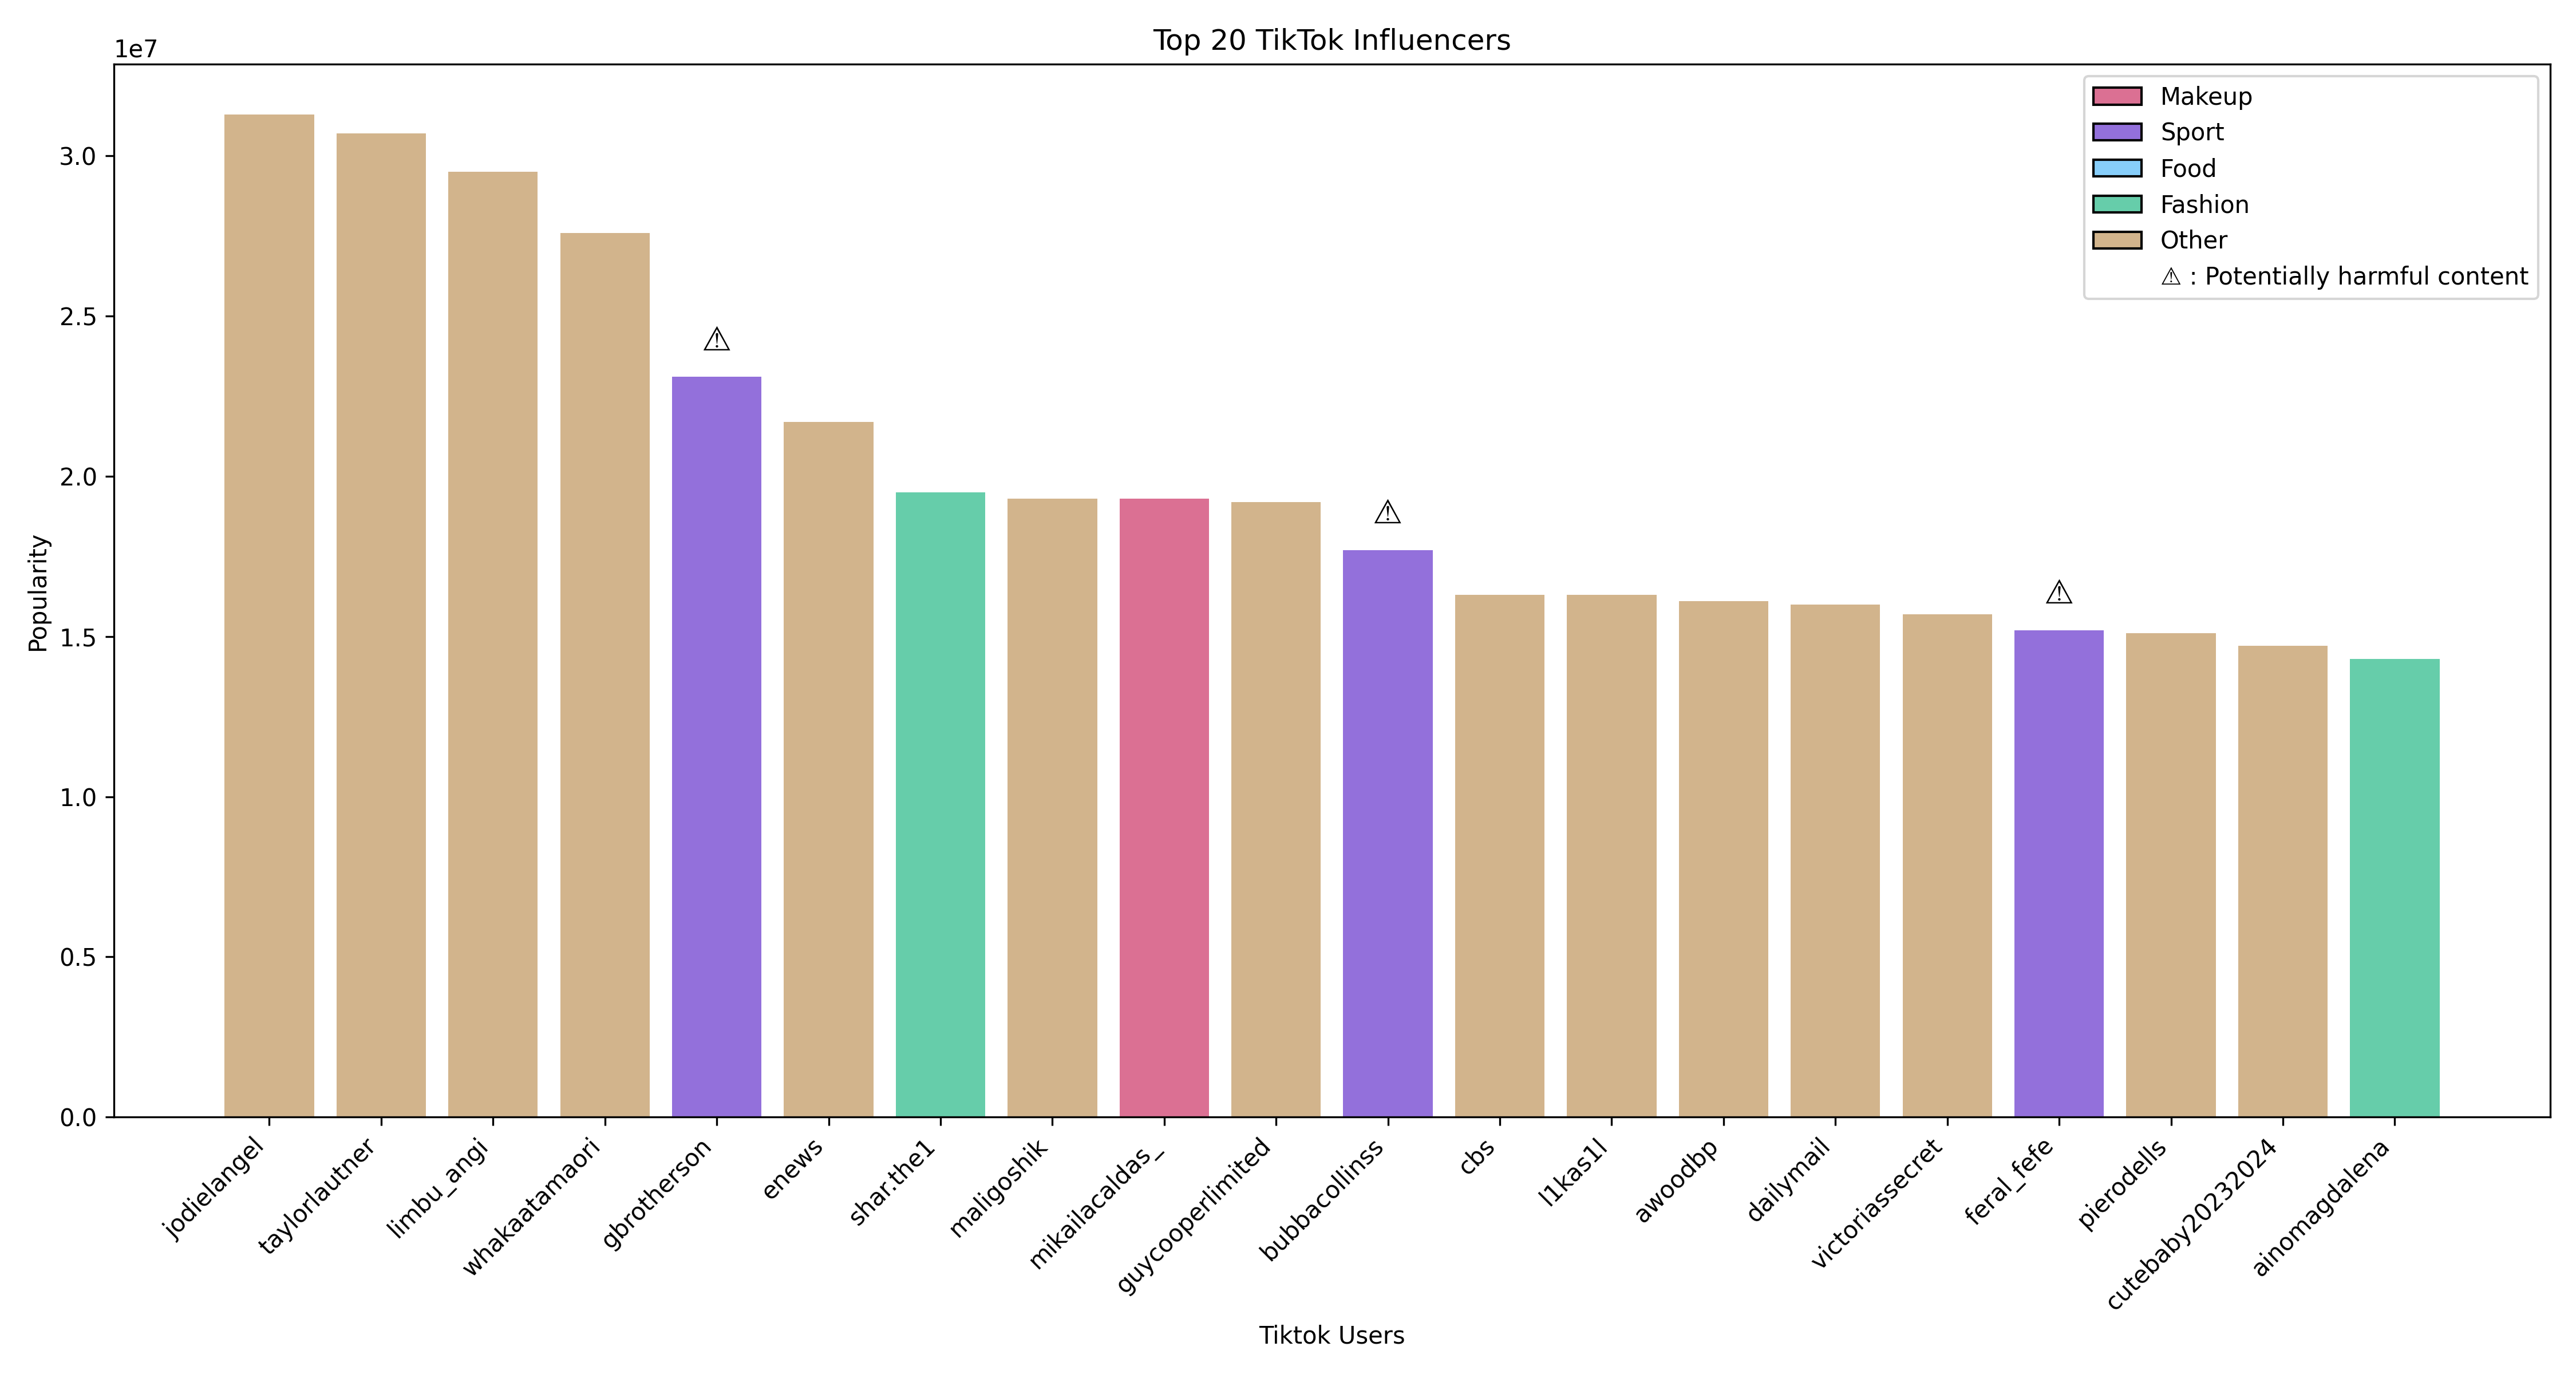 Top 20 TikTok Influencers
1e7
Makeup
Sport
Food
Fashion
Other
⚠ : Potentially harmful content
3.0
2.5
2.0
1.5
1.0
0.5
0.0
Popularity
⚠
⚠
⚠
jodielangel
taylorlautner
limbu_angi
whakaatamaori
gbrotherson
enews
shar.the1
maligoshik
mikailacaldas_
guycooperlimited
bubbacollinss
cbs
l1kas1l
awoodbp
dailymail
victoriassecret
feral_fefe
pierodells
cutebaby20232024
ainomagdalena
Tiktok Users